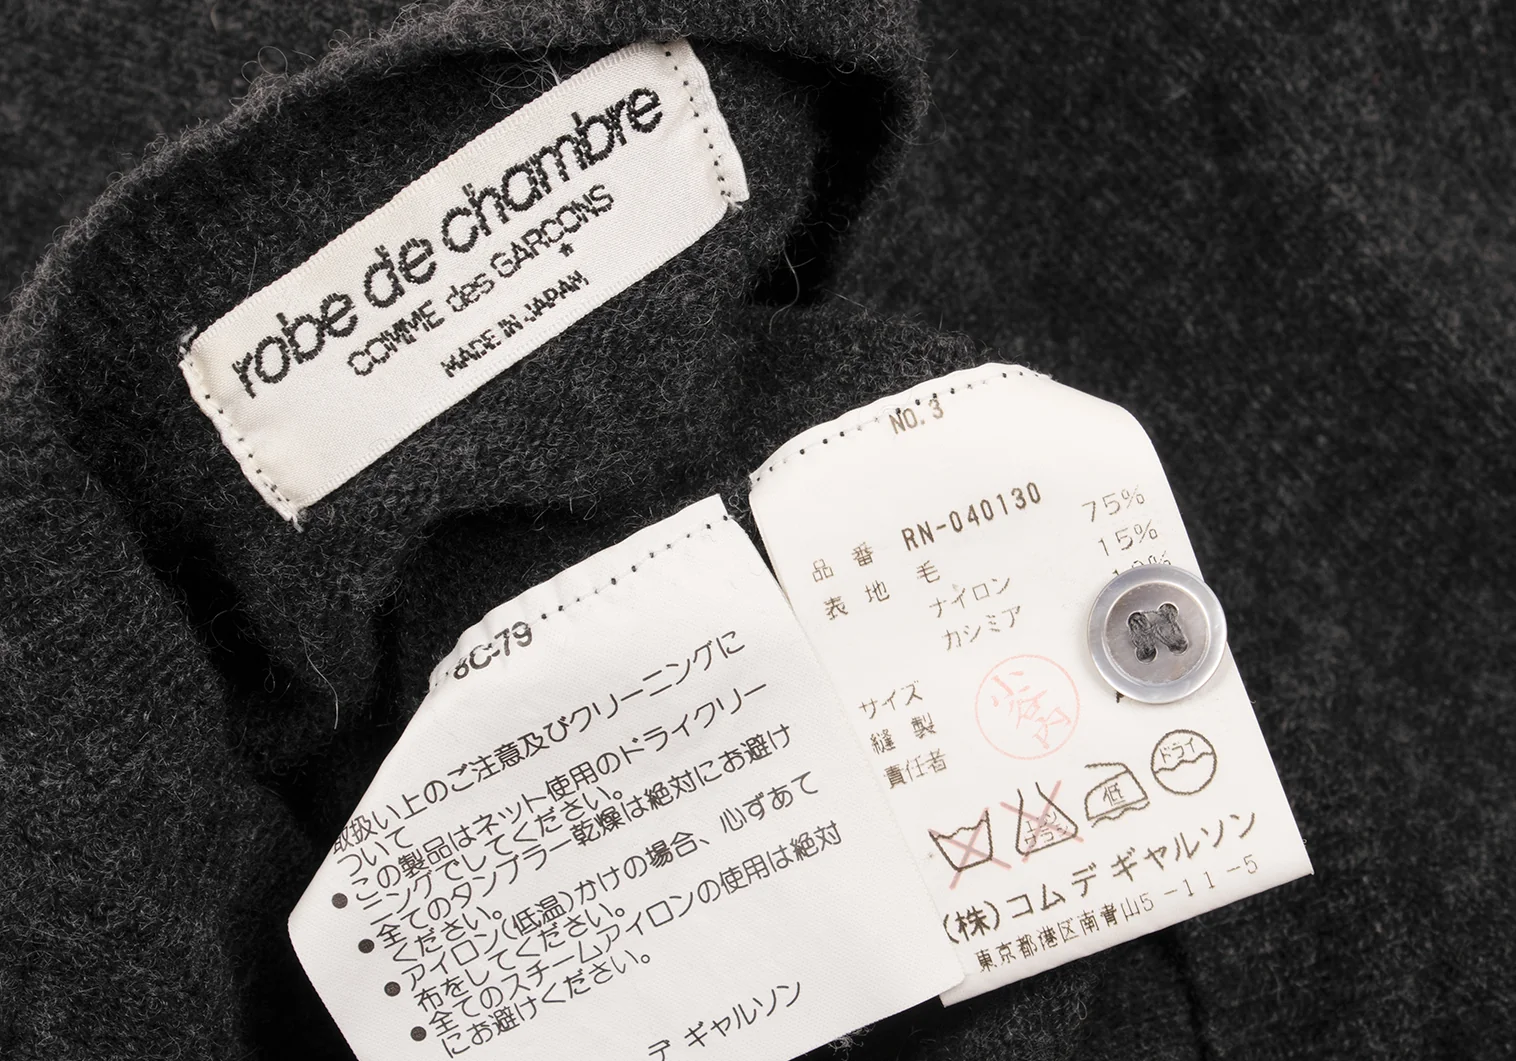 robe de chambre
COMME des GARCONS
★
MADE IN JAPAN
NO. 3
品番 RN-040130
表地 毛 75%
ナイロン 15%
カシミア
サイズ
縫製
責任者
ドライ
低
(株)コム デ ギャルソン
東京都港区南青山5-11-5
8C-79
取扱い上のご注意及びクリーニングに
ついて
●この製品はネット使用のドライクリー
ニングでしてください。
●全てのタンブラー乾燥は絶対にお避け
ください。
●アイロン(低温)かけの場合、必ずあて
布をしてください。
●全てのスチームアイロンの使用は絶対
にお避けください。
デ ギャルソン